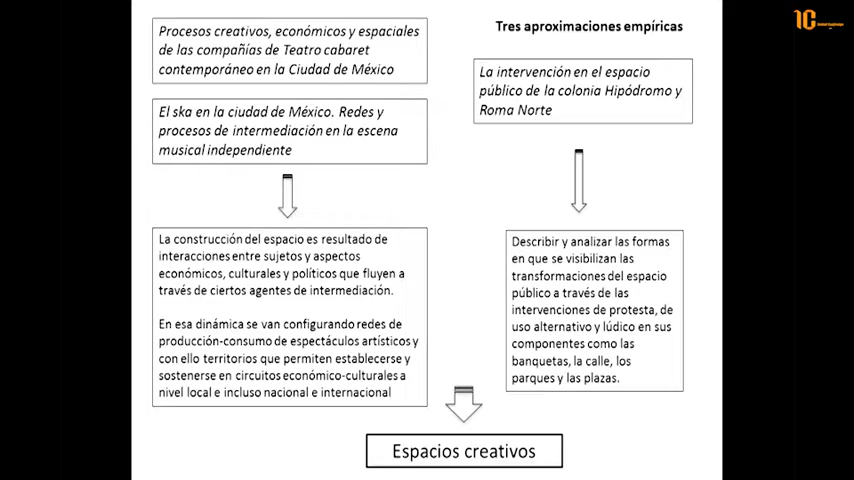 Procesos creativos, económicos y espaciales
de las compañías de Teatro cabaret
contemporáneo en la Ciudad de México
El ska en la ciudad de México. Redes y
procesos de intermediación en la escena
musical independiente
La construcción del espacio es resultado de
interacciones entre sujetos y aspectos
económicos, culturales y políticos que fluyen a
través de ciertos agentes de intermediación.
En esa dinámica se van configurando redes de
producción-consumo de espectáculos artísticos y
con ello territorios que permiten establecerse y
sostenerse en circuitos económico-culturales a
nivel local e incluso nacional e internacional
Tres aproximaciones empíricas
La intervención en el espacio
público de la colonia Hipódromo y
Roma Norte
Describir y analizar las formas
en que se visibilizan las
transformaciones del espacio
público a través de las
intervenciones de protesta, de
uso alternativo y lúdico en sus
componentes como las
banquetas, la calle, los
parques y las plazas.
Espacios creativos